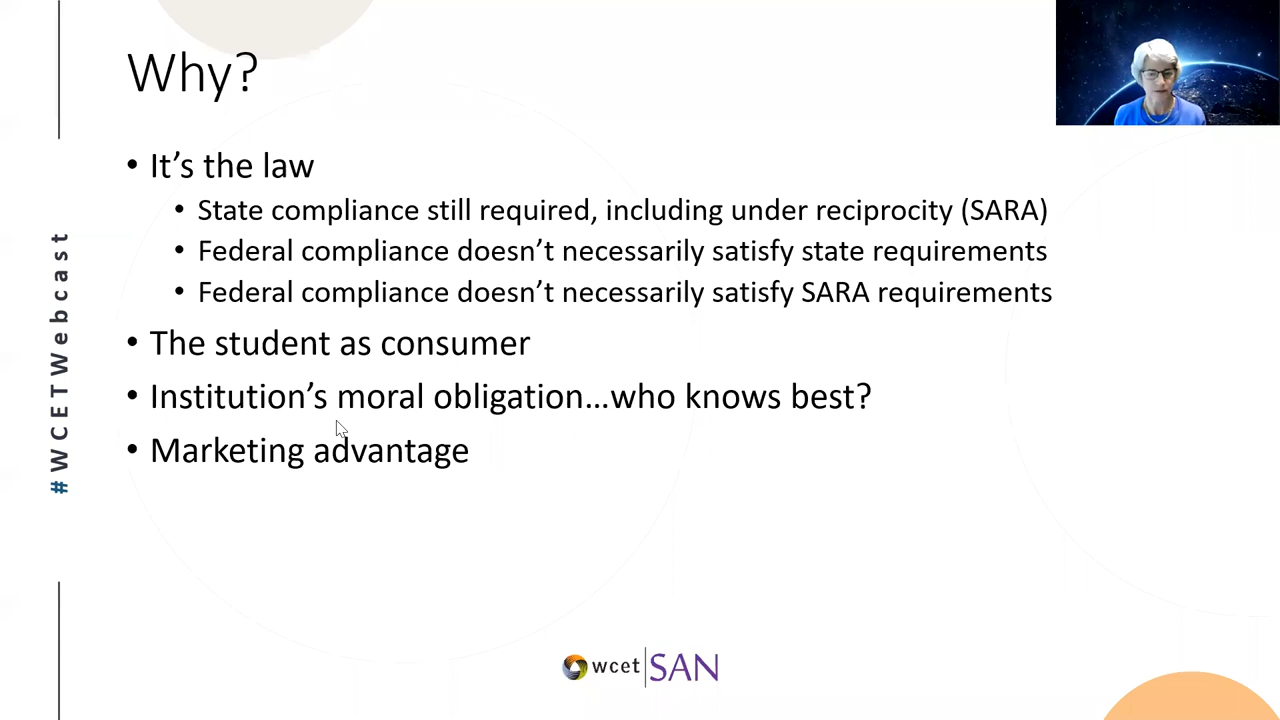 Why?
• It’s the law
• State compliance still required, including under reciprocity (SARA)
• Federal compliance doesn’t necessarily satisfy state requirements
• Federal compliance doesn’t necessarily satisfy SARA requirements
• The student as consumer
• Institution’s moral obligation…who knows best?
• Marketing advantage
#WCETWebcast
wcet|SAN